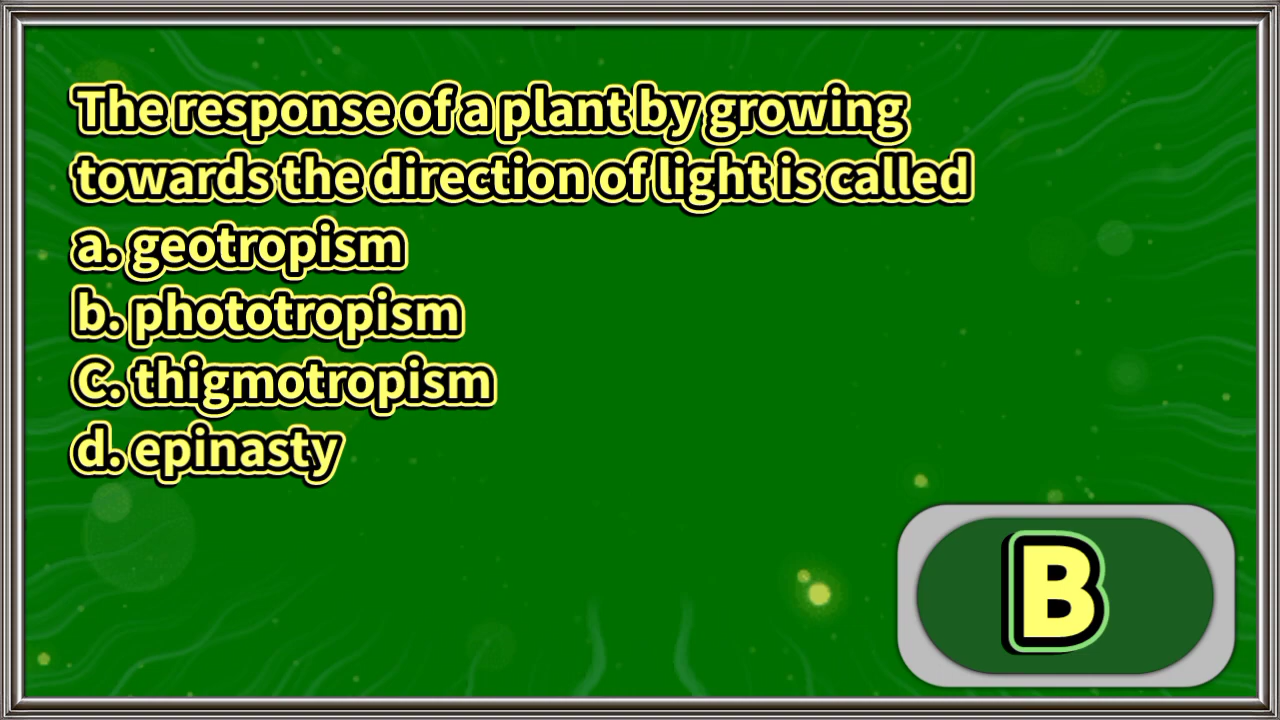 The response of a plant by growing
towards the direction of light is called
a. geotropism
b. phototropism
C. thigmotropism
d. epinasty
B